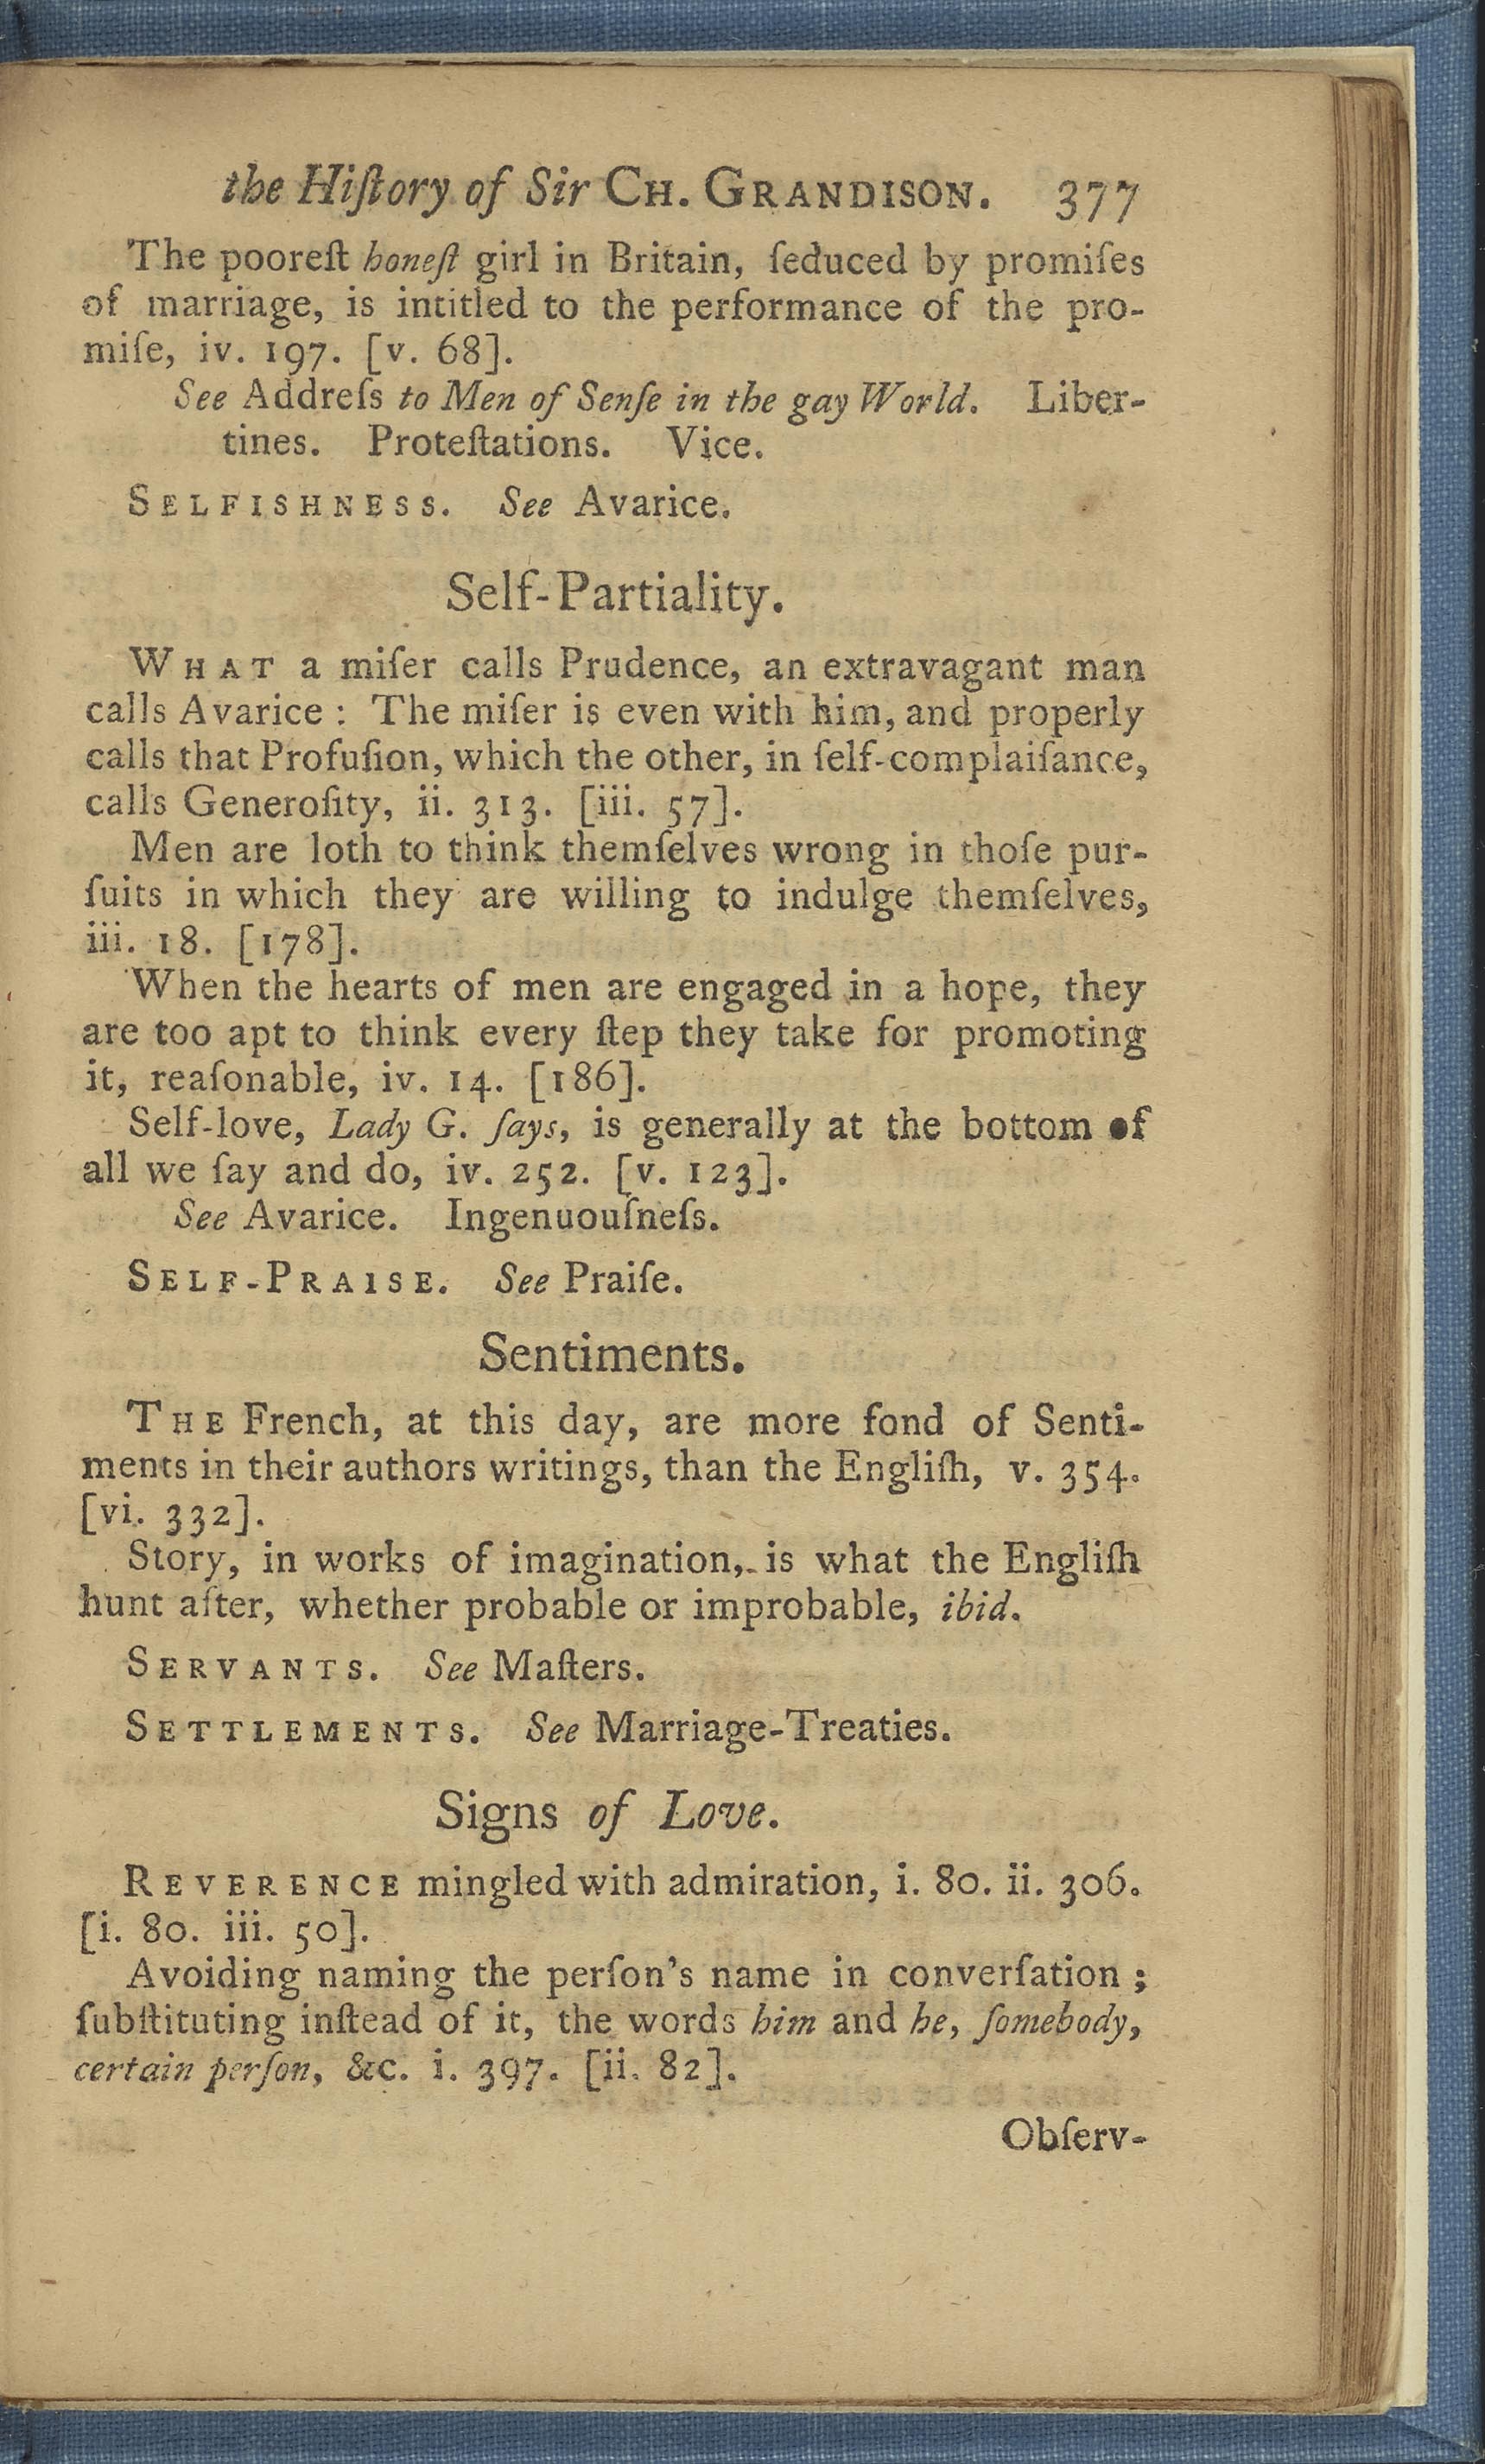 the Hiſtory of Sir CH. GRANDISON. 377
The pooreſt honeſt girl in Britain, ſeduced by promiſes
of marriage, is intitled to the performance of the pro-
miſe, iv. 197. [v. 68].
See Addreſs to Men of Senſe in the gay World. Liber-
tines. Proteſtations. Vice.
SELFISHNESS. See Avarice.
Self-Partiality.
WHAT a miſer calls Prudence, an extravagant man
calls Avarice : The miſer is even with him, and properly
calls that Profuſion, which the other, in ſelf-complaiſance,
calls Generoſity, ii. 313. [iii. 57].
Men are loth to think themſelves wrong in thoſe pur-
ſuits in which they are willing to indulge themſelves,
iii. 18. [178].
When the hearts of men are engaged in a hope, they
are too apt to think every ſtep they take for promoting
it, reaſonable, iv. 14. [186].
Self-love, Lady G. ſays, is generally at the bottom of
all we ſay and do, iv. 252. [v. 123].
See Avarice. Ingenuouſneſs.
SELF-PRAISE. See Praiſe.
Sentiments.
THE French, at this day, are more fond of Senti-
ments in their authors writings, than the Engliſh, v. 354.
[vi. 332].
Story, in works of imagination, is what the Engliſh
hunt after, whether probable or improbable, ibid.
SERVANTS. See Maſters.
SETTLEMENTS. See Marriage-Treaties.
Signs of Love.
REVERENCE mingled with admiration, i. 80. ii. 306.
[i. 80. iii. 50].
Avoiding naming the perſon's name in converſation ;
ſubſtituting inſtead of it, the words him and he, ſomebody,
certain perſon, &c. i. 397. [ii. 82].
Obſerv-